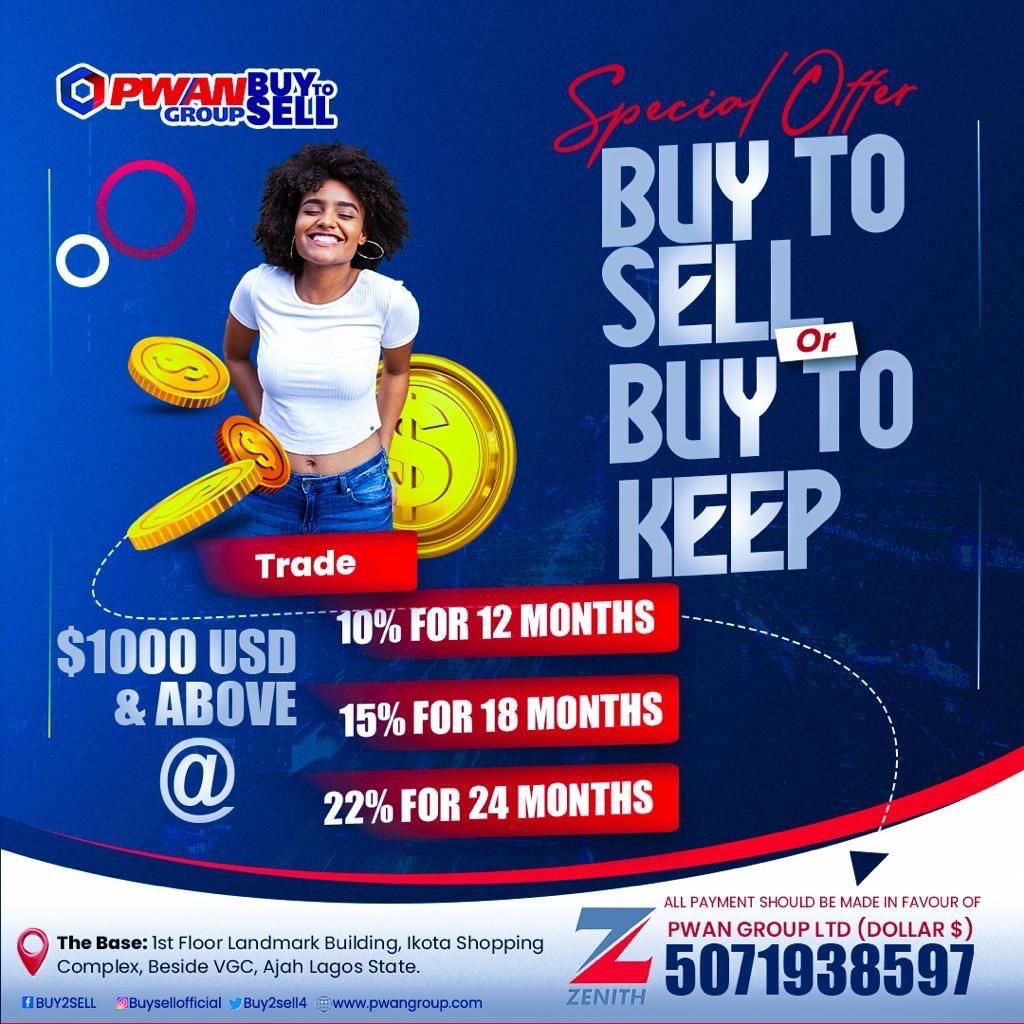 PWAN GROUP BUY TO SELL
Special Offer
BUY TO
SELL
Or
BUY TO
KEEP
Trade
$1000 USD
& ABOVE
@
10% FOR 12 MONTHS
15% FOR 18 MONTHS
22% FOR 24 MONTHS
The Base: 1st Floor Landmark Building, Ikota Shopping
Complex, Beside VGC, Ajah Lagos State.
BUY2SELL Buysellofficial Buy2sell4 www.pwangroup.com
ZENITH
ALL PAYMENT SHOULD BE MADE IN FAVOUR OF
PWAN GROUP LTD (DOLLAR $)
5071938597